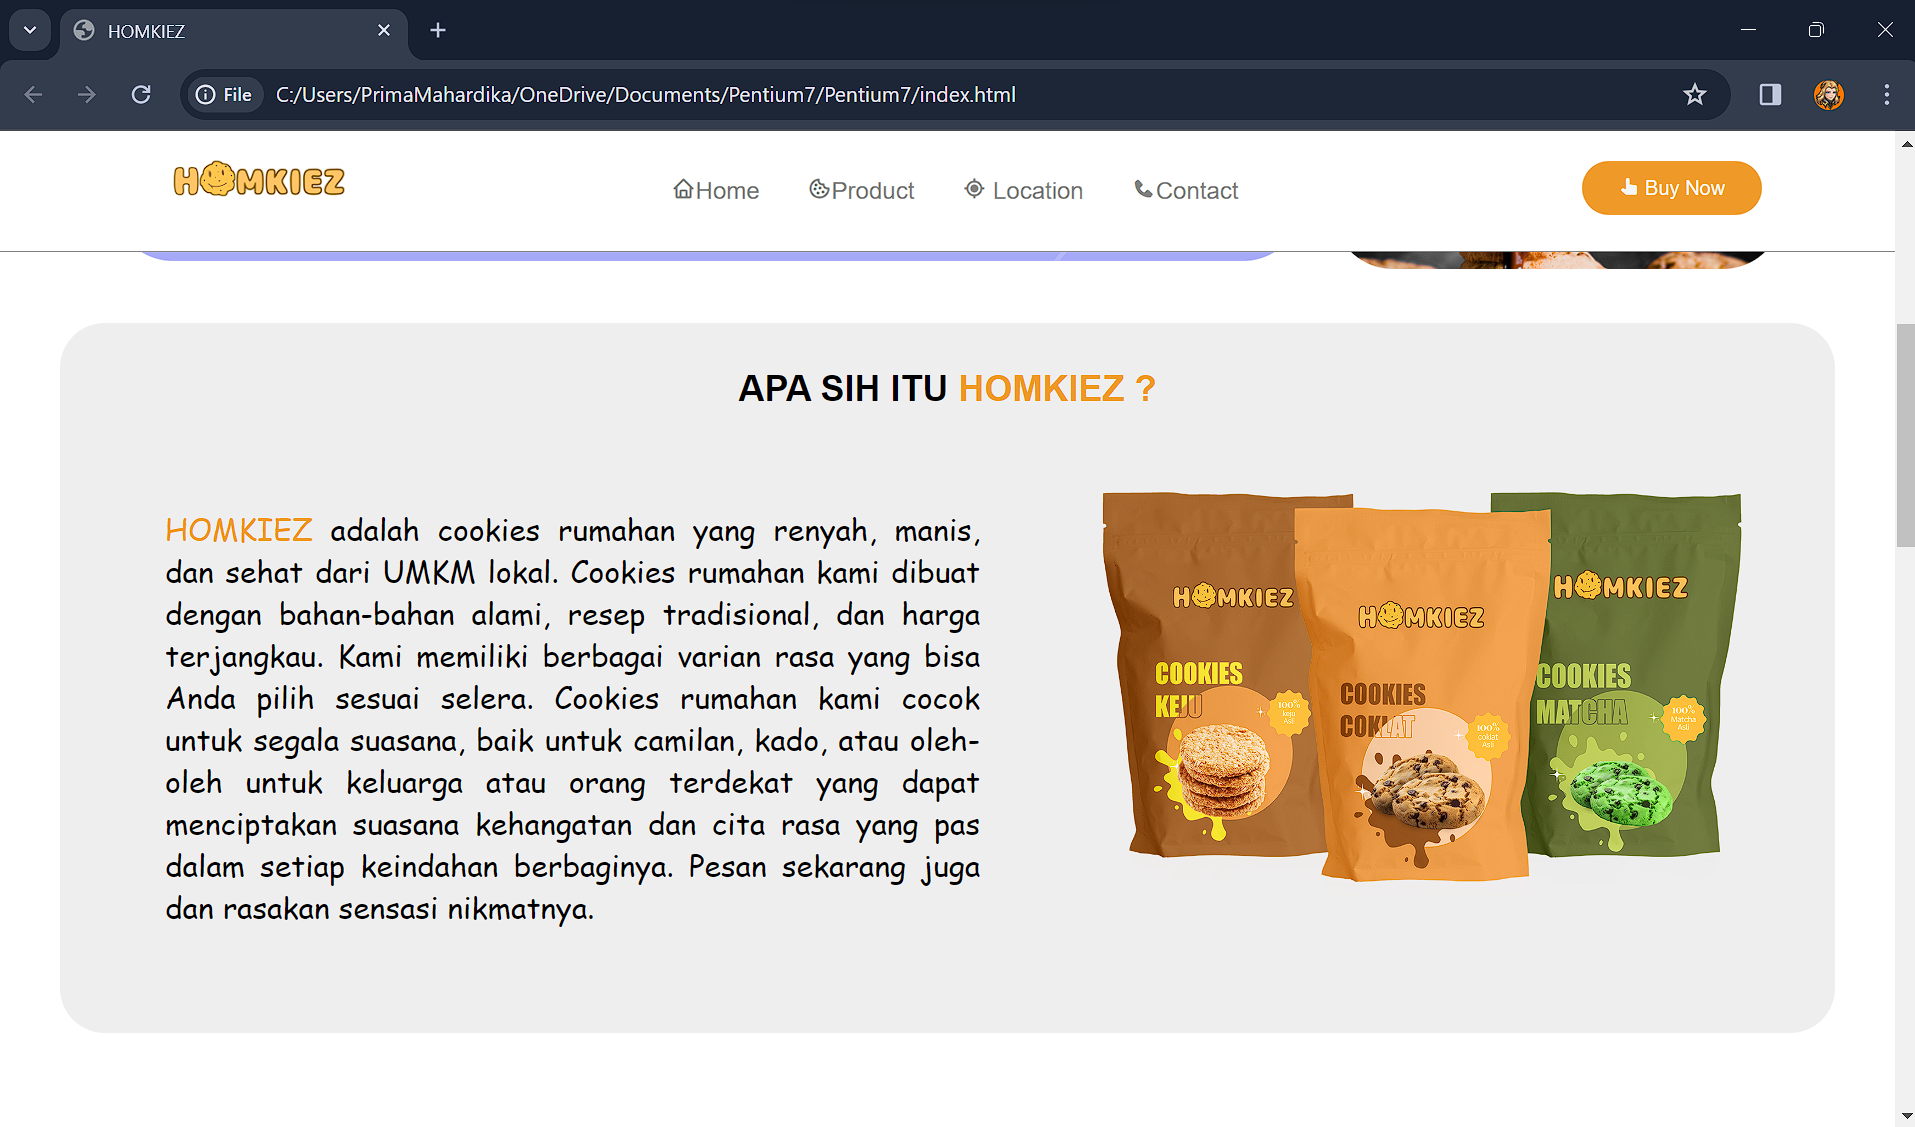 HOMKIEZ
File
C:/Users/PrimaMahardika/OneDrive/Documents/Pentium7/Pentium7/index.html
HOMKIEZ
Home
Product
Location
Contact
Buy Now
APA SIH ITU HOMKIEZ ?
HOMKIEZ adalah cookies rumahan yang renyah, manis,
dan sehat dari UMKM lokal. Cookies rumahan kami dibuat
dengan bahan-bahan alami, resep tradisional, dan harga
terjangkau. Kami memiliki berbagai varian rasa yang bisa
Anda pilih sesuai selera. Cookies rumahan kami cocok
untuk segala suasana, baik untuk camilan, kado, atau oleh-
oleh untuk keluarga atau orang terdekat yang dapat
menciptakan suasana kehangatan dan cita rasa yang pas
dalam setiap keindahan berbaginya. Pesan sekarang juga
dan rasakan sensasi nikmatnya.
HOMKIEZ
COOKIES
KEJU
100%
keju
Asli
HOMKIEZ
COOKIES
COKLAT
100%
coklat
Asli
HOMKIEZ
COOKIES
MATCHA
100%
Matcha
Asli